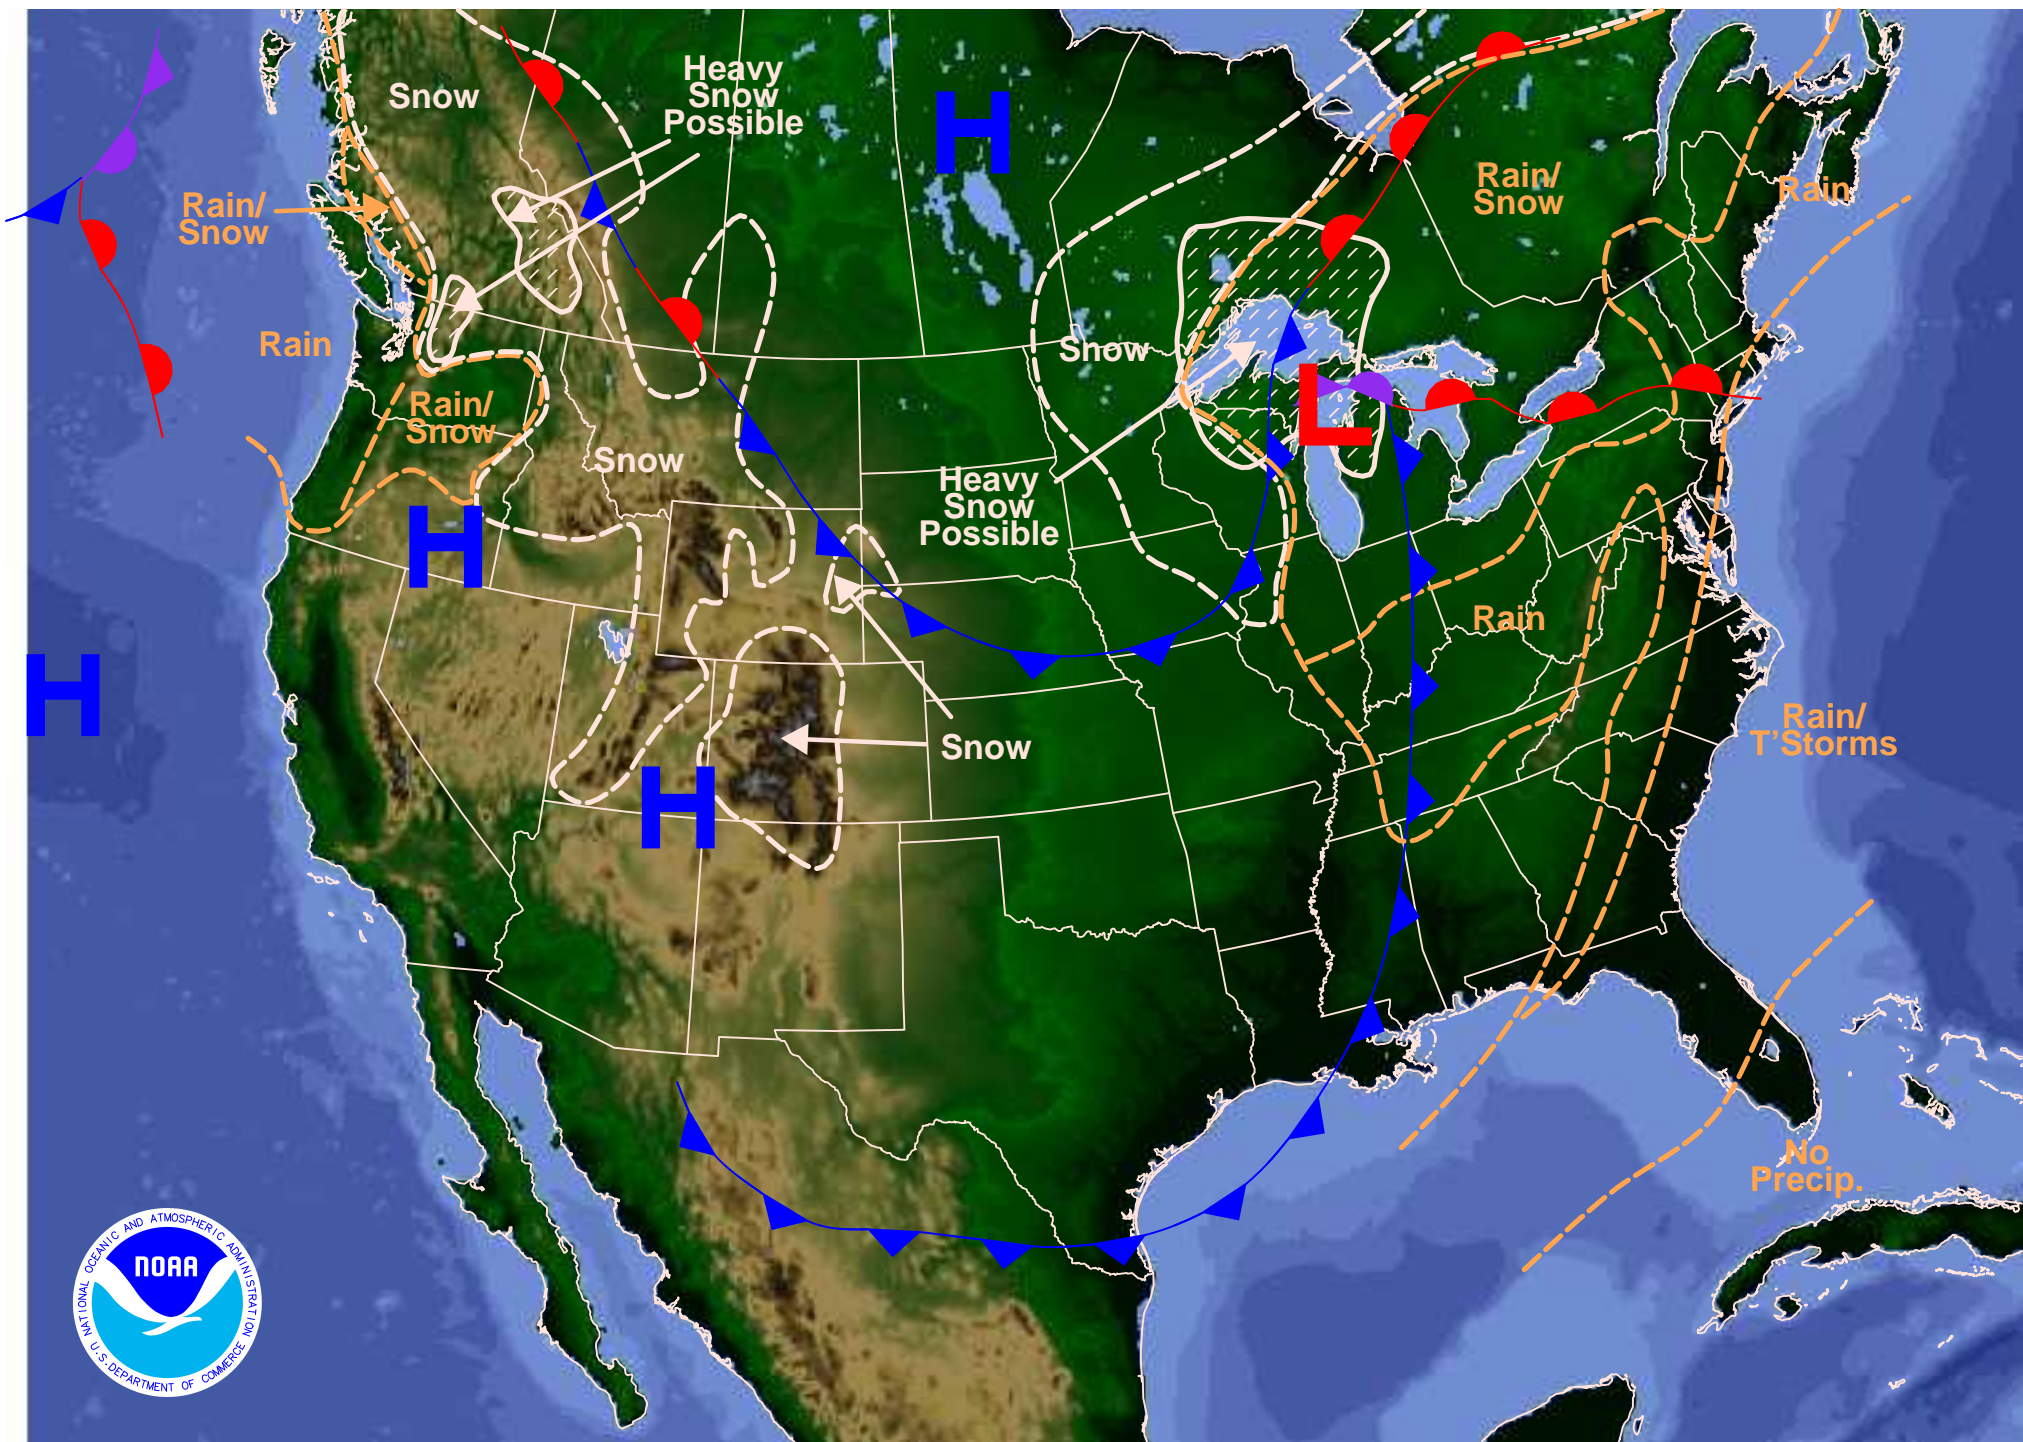 Snow
Heavy
Snow
Possible
H
Rain/
Snow
Rain/
Snow
Rain
Rain
Snow
Rain/
Snow
L
Snow
Heavy
Snow
Possible
H
Rain
H
Rain/
T'Storms
Snow
H
No
Precip.
NATIONAL OCEANIC AND ATMOSPHERIC ADMINISTRATION
NOAA
U.S. DEPARTMENT OF COMMERCE